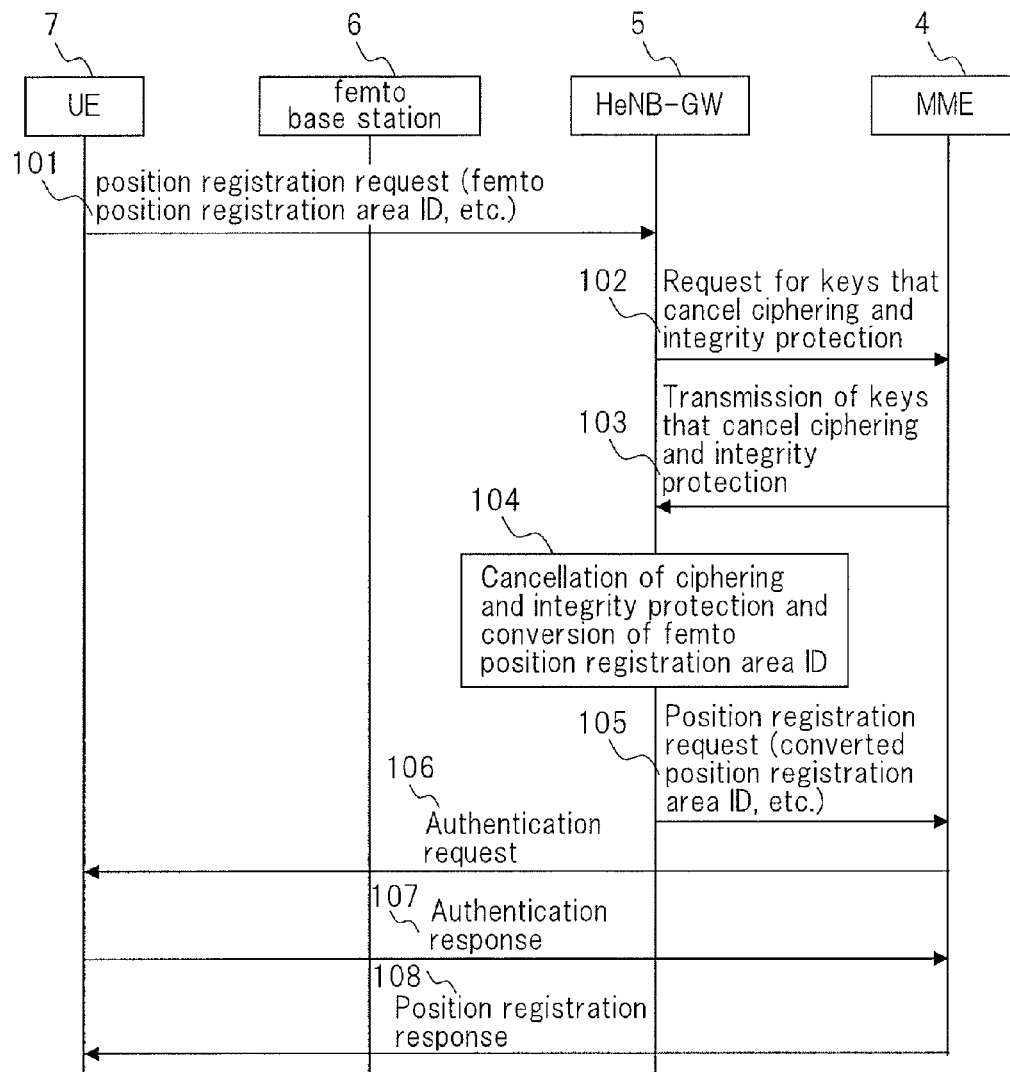 7
6
5
4
UE
femto
base station
HeNB-GW
MME
101
position registration request (femto
position registration area ID, etc.)
102
Request for keys that
cancel ciphering and
integrity protection
103
Transmission of keys
that cancel ciphering
and integrity
protection
104
Cancellation of ciphering
and integrity protection and
conversion of femto
position registration area ID
105
Position registration
request (converted
position registration
area ID, etc.)
106
Authentication
request
107
Authentication
response
108
Position registration
response